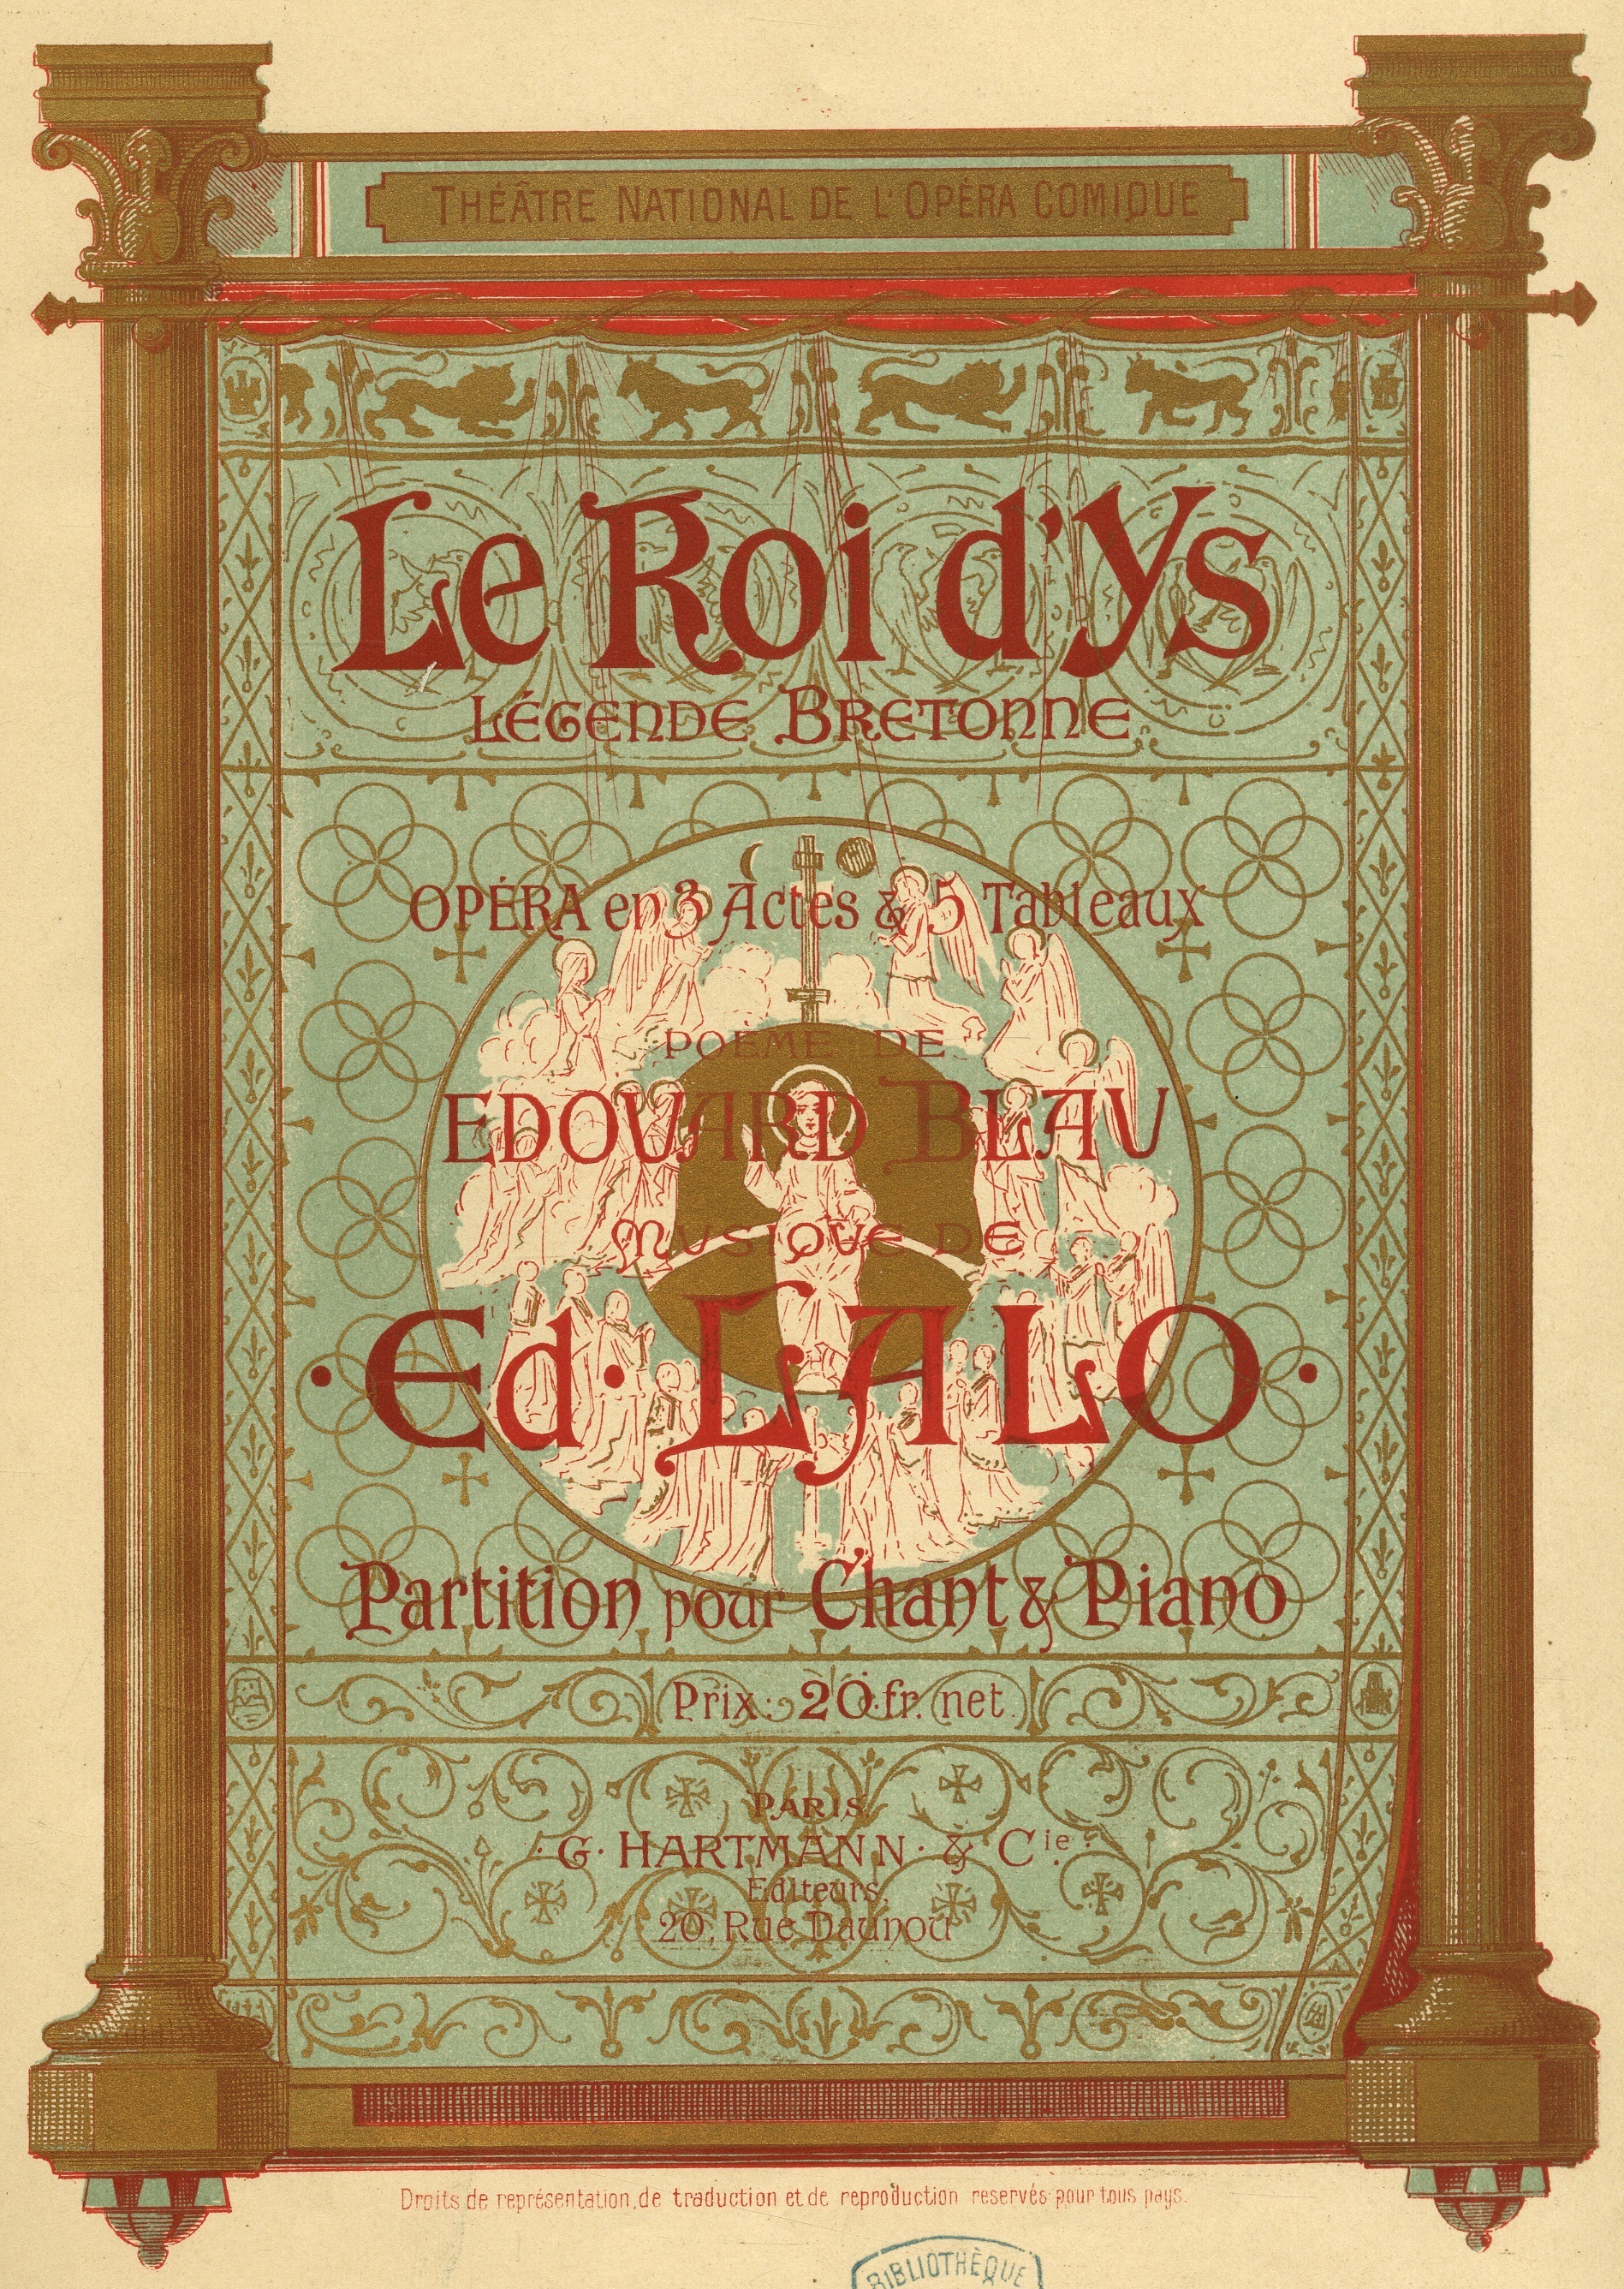 THÉÂTRE NATIONAL DE L'OPÉRA COMIQUE
Le Roi d'Ys
LÉGENDE BRETONNE
OPÉRA en 3 Actes & 5 Tableaux
POÈME DE
EDOUARD BLAU
MUSIQUE DE
Ed. LALO.
Partition pour Chant & Piano
Prix: 20 fr. net.
PARIS
G. HARTMANN & Cie
Editeurs,
20, Rue Daunou
Droits de représentation, de traduction et de reproduction reservés pour tous pays.
BIBLIOTHÈQUE